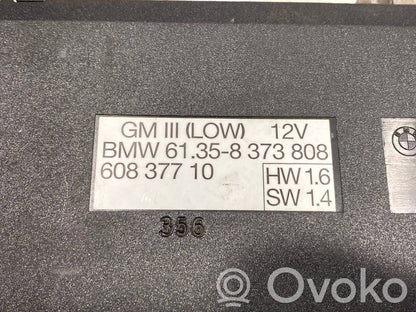 GM III (LOW) 12V
BMW 61.35-8 373 808
608 377 10
HW 1.6
SW 1.4
356
Ovoko